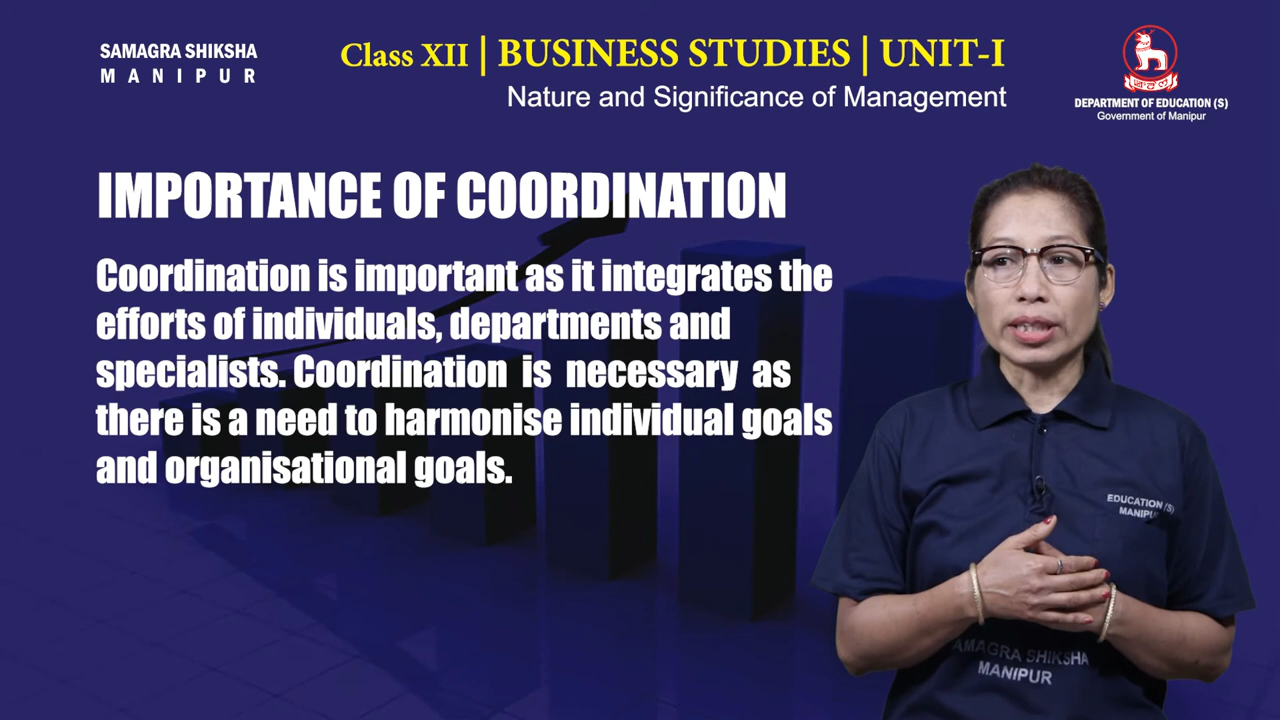 SAMAGRA SHIKSHA
MANIPUR
Class XII | BUSINESS STUDIES | UNIT-I
Nature and Significance of Management
DEPARTMENT OF EDUCATION (S)
Government of Manipur
IMPORTANCE OF COORDINATION
Coordination is important as it integrates the
efforts of individuals, departments and
specialists. Coordination is necessary as
there is a need to harmonise individual goals
and organisational goals.
EDUCATION (S)
MANIPU
AMAGRA SHIKSHA
MANIPUR